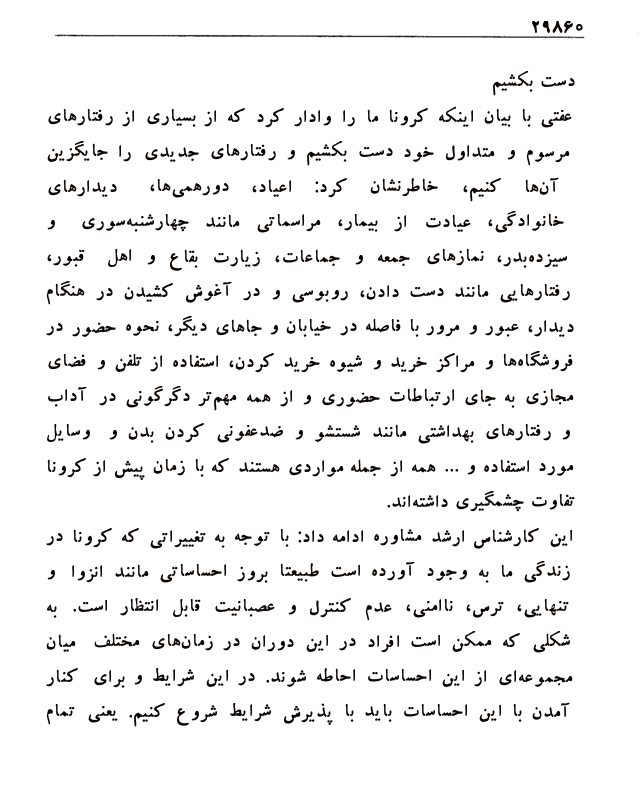 ۲۹۸۶۰
دست بکشیم
عفتی با بیان اینکه کرونا ما را وادار کرد که از بسیاری از رفتارهای
مرسوم و متداول خود دست بکشیم و رفتارهای جدیدی را جایگزین
آن‌ها کنیم، خاطرنشان کرد: اعیاد، دورهمی‌ها، دیدارهای
خانوادگی، عیادت از بیمار، مراسماتی مانند چهارشنبه‌سوری و
سیزده‌بدر، نمازهای جمعه و جماعات، زیارت بقاع و اهل قبور،
رفتارهایی مانند دست دادن، روبوسی و در آغوش کشیدن در هنگام
دیدار، عبور و مرور با فاصله در خیابان و جاهای دیگر، نحوه حضور در
فروشگاه‌ها و مراکز خرید و شیوه خرید کردن، استفاده از تلفن و فضای
مجازی به جای ارتباطات حضوری و از همه مهم‌تر دگرگونی در آداب
و رفتارهای بهداشتی مانند شستشو و ضدعفونی کردن بدن و وسایل
مورد استفاده و ... همه از جمله مواردی هستند که با زمان پیش از کرونا
تفاوت چشمگیری داشته‌اند.
این کارشناس ارشد مشاوره ادامه داد: با توجه به تغییراتی که کرونا در
زندگی ما به وجود آورده است طبیعتا بروز احساساتی مانند انزوا و
تنهایی، ترس، ناامنی، عدم کنترل و عصبانیت قابل انتظار است. به
شکلی که ممکن است افراد در این دوران در زمان‌های مختلف میان
مجموعه‌ای از این احساسات احاطه شوند. در این شرایط و برای کنار
آمدن با این احساسات باید با پذیرش شرایط شروع کنیم. یعنی تمام